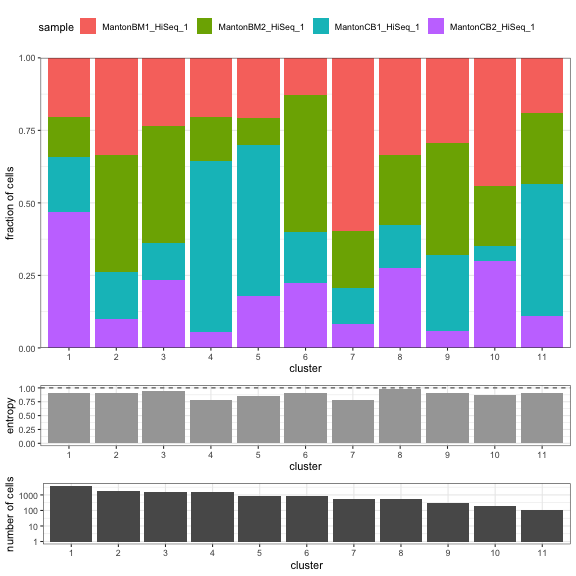 sample MantonBM1_HiSeq_1 MantonBM2_HiSeq_1 MantonCB1_HiSeq_1 MantonCB2_HiSeq_1
fraction of cells
1.00
0.75
0.50
0.25
0.00
1 2 3 4 5 6 7 8 9 10 11
cluster
entropy
1.00
0.75
0.50
0.25
0.00
1 2 3 4 5 6 7 8 9 10 11
cluster
number of cells
1000
100
10
1
1 2 3 4 5 6 7 8 9 10 11
cluster